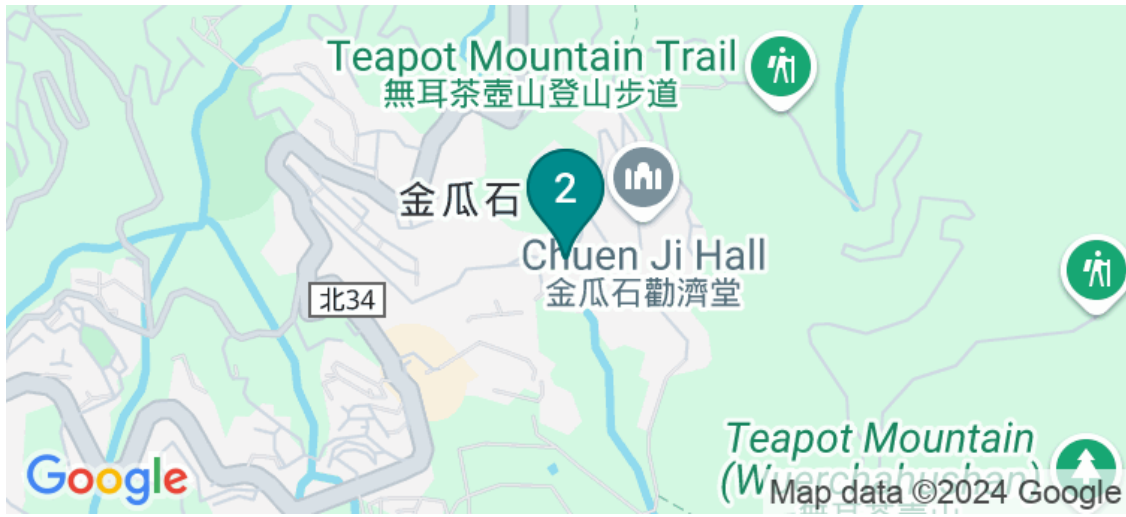 Teapot Mountain Trail
無耳茶壺山登山步道
金瓜石
2
Chuen Ji Hall
金瓜石勸濟堂
北34
Teapot Mountain
Google
Map data ©2024 Google